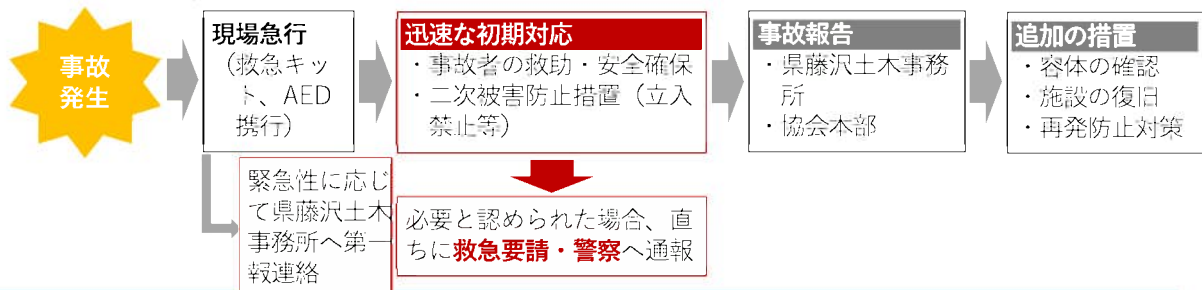 事故
発生
現場急行
（救急キッ
ト、AED
携行）
緊急性に応じ
て県藤沢土木
事務所へ第一
報連絡
迅速な初期対応
・事故者の救助・安全確保
・二次被害防止措置（立入
禁止等）
必要と認められた場合、直
ちに救急要請・警察へ通報
事故報告
・県藤沢土木事務
所
・協会本部
追加の措置
・容体の確認
・施設の復旧
・再発防止対策